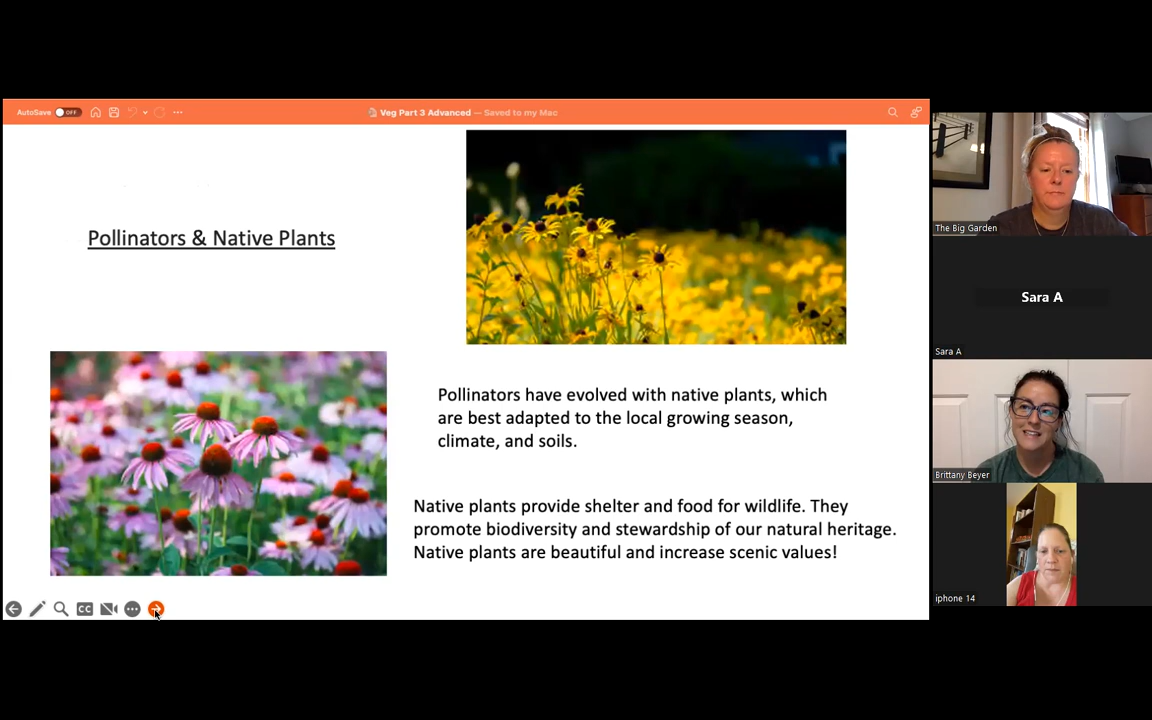 AutoSave OFF
Veg Part 3 Advanced — Saved to my Mac
Pollinators & Native Plants
Pollinators have evolved with native plants, which
are best adapted to the local growing season,
climate, and soils.
Native plants provide shelter and food for wildlife. They
promote biodiversity and stewardship of our natural heritage.
Native plants are beautiful and increase scenic values!
CC
The Big Garden
Sara A
Sara A
Brittany Beyer
iphone 14